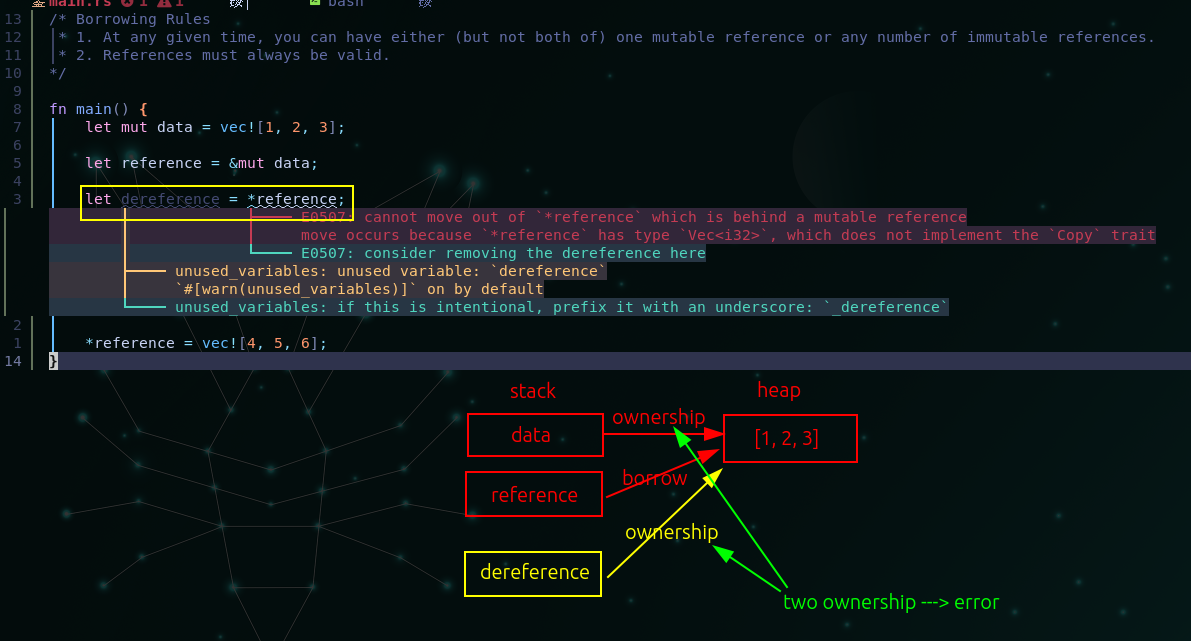 main.rs 1 1 bash
13 /* Borrowing Rules
12 * 1. At any given time, you can have either (but not both of) one mutable reference or any number of immutable references.
11 * 2. References must always be valid.
10 */
9
8 fn main() {
7 let mut data = vec![1, 2, 3];
6
5 let reference = &mut data;
4
3 let dereference = *reference;
E0507: cannot move out of `*reference` which is behind a mutable reference
move occurs because `*reference` has type `Vec<i32>`, which does not implement the `Copy` trait
E0507: consider removing the dereference here
unused_variables: unused variable: `dereference`
`#[warn(unused_variables)]` on by default
unused_variables: if this is intentional, prefix it with an underscore: `_dereference`
2
1 *reference = vec![4, 5, 6];
14 }
stack
heap
ownership
data
[1, 2, 3]
borrow
reference
ownership
dereference
two ownership ---> error